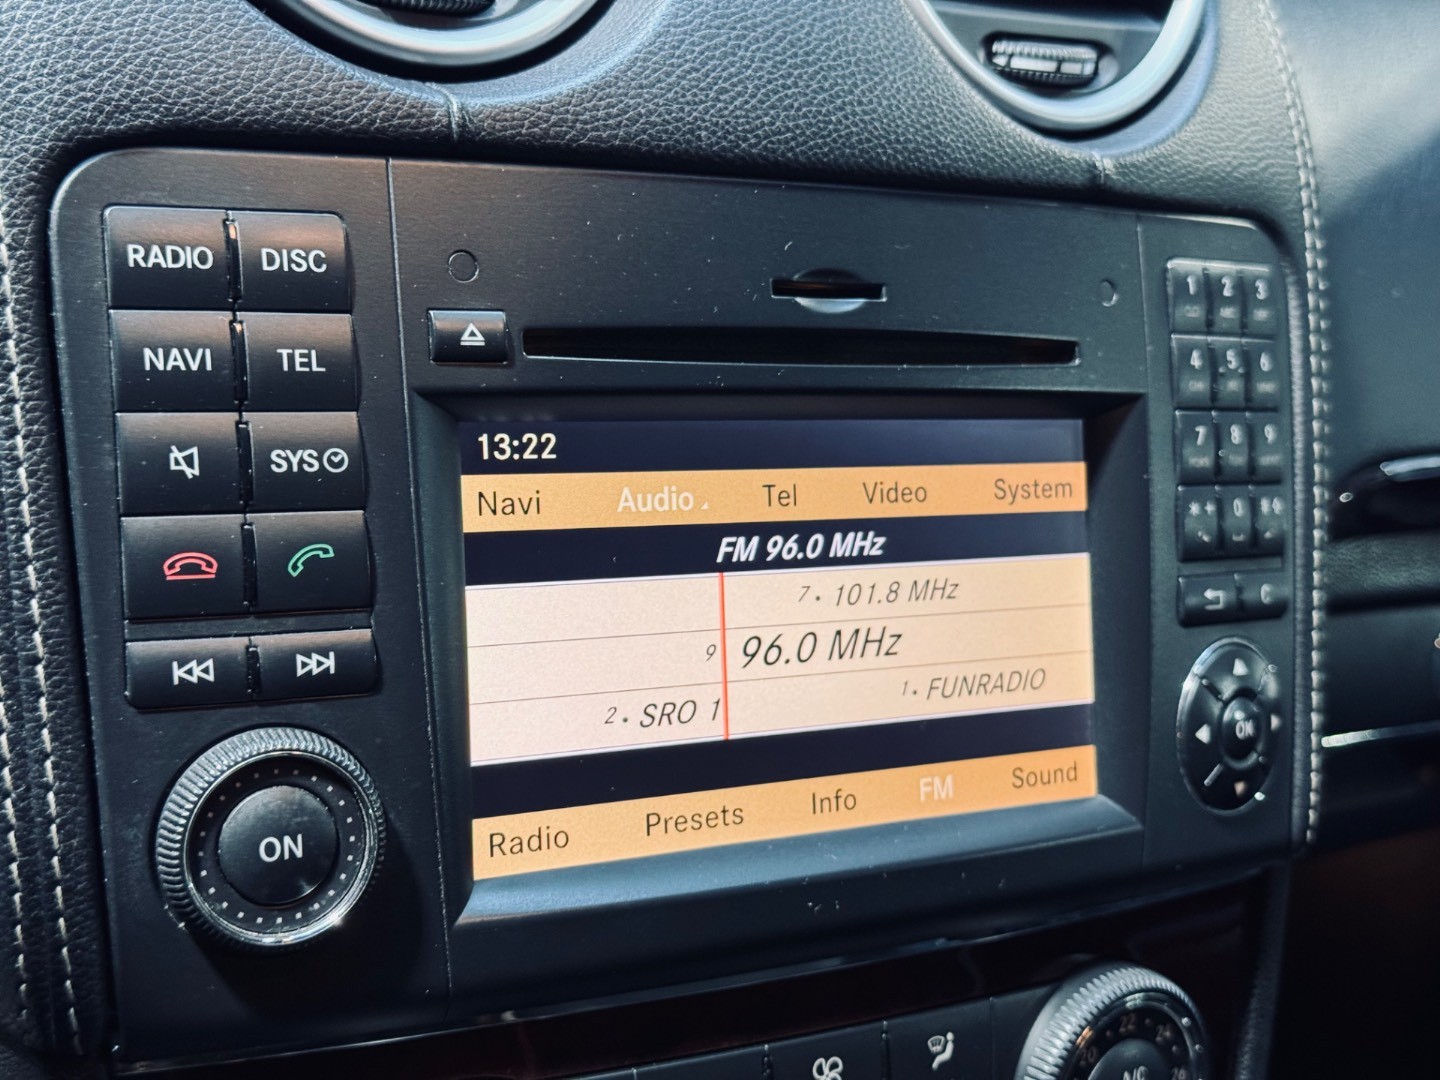 RADIO DISC
NAVI TEL
SYS
ON
1 2 3
4 5 6
7 8 9
* + 0 #
C
ON
13:22
Navi Audio Tel Video System
FM 96.0 MHz
7 • 101.8 MHz
9 96.0 MHz
2 • SRO 1 1 • FUNRADIO
Radio Presets Info FM Sound
22
A/C